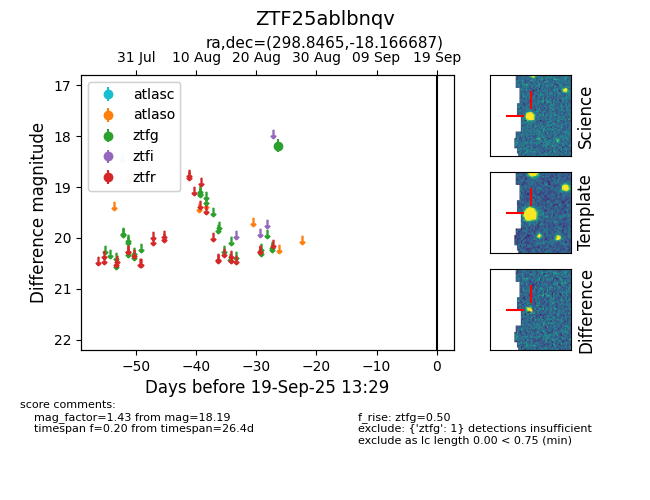 ZTF25ablbnqv
ra,dec=(298.8465,-18.166687)
31 Jul 10 Aug 20 Aug 30 Aug 09 Sep 19 Sep
17
18
19
20
21
22
Difference magnitude
atlasc
atlaso
ztfg
ztfi
ztfr
−50 −40 −30 −20 −10 0
Days before 19-Sep-25 13:29
Science
Template
Difference
score comments:
mag_factor=1.43 from mag=18.19
timespan f=0.20 from timespan=26.4d
f_rise: ztfg=0.50
exclude: {'ztfg': 1} detections insufficient
exclude as lc length 0.00 < 0.75 (min)